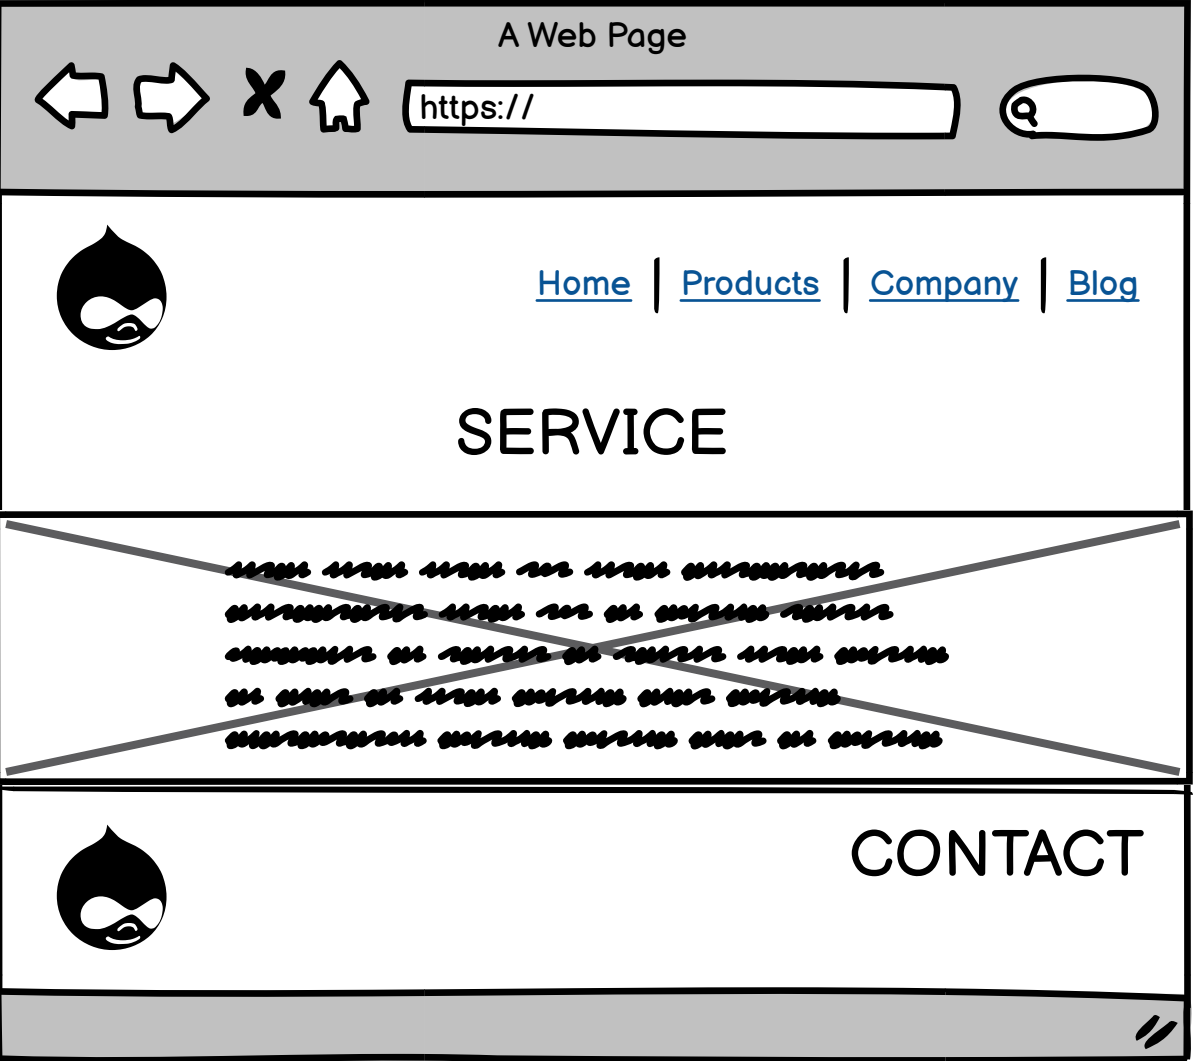 A Web Page
https://
Home | Products | Company | Blog
SERVICE
CONTACT